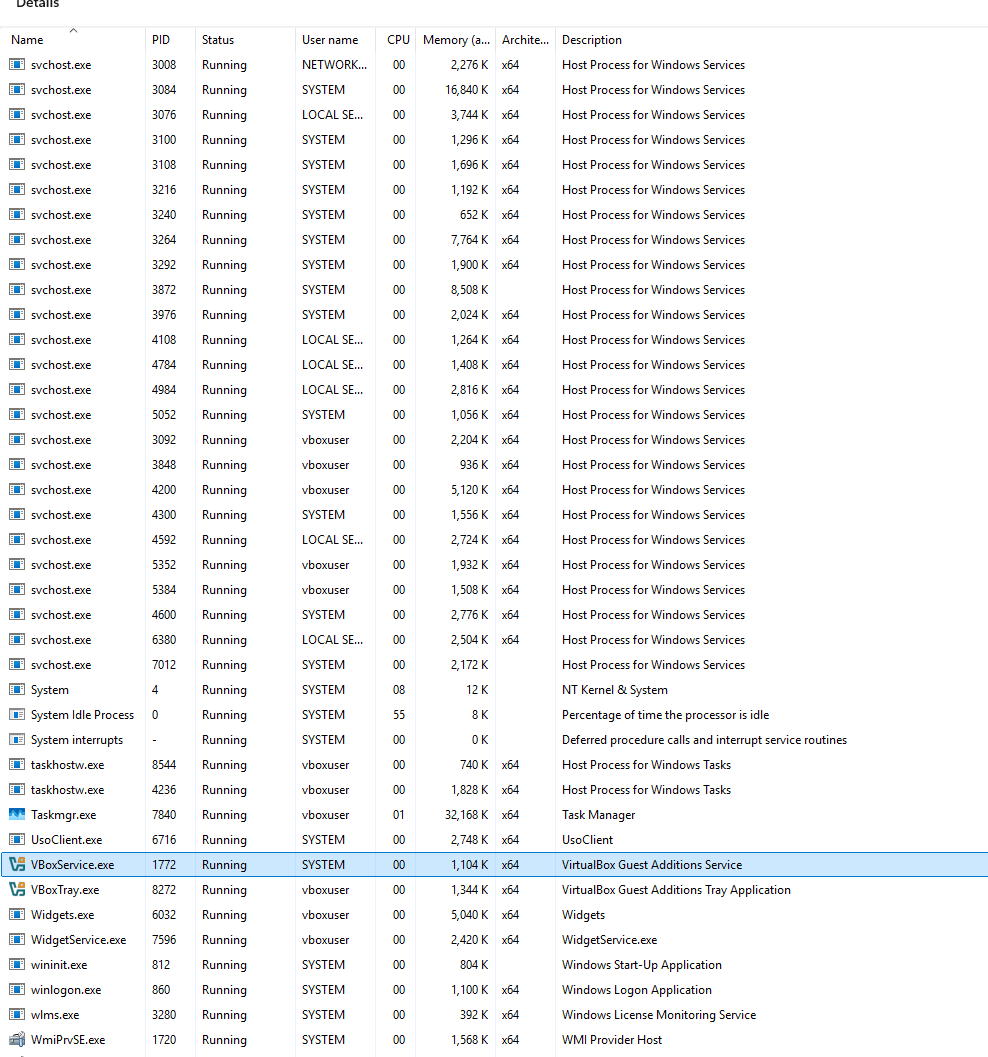 Details
Name PID Status User name CPU Memory (a... Archite... Description
svchost.exe 3008 Running NETWORK... 00 2,276 K x64 Host Process for Windows Services
svchost.exe 3084 Running SYSTEM 00 16,840 K x64 Host Process for Windows Services
svchost.exe 3076 Running LOCAL SE... 00 3,744 K x64 Host Process for Windows Services
svchost.exe 3100 Running SYSTEM 00 1,296 K x64 Host Process for Windows Services
svchost.exe 3108 Running SYSTEM 00 1,696 K x64 Host Process for Windows Services
svchost.exe 3216 Running SYSTEM 00 1,192 K x64 Host Process for Windows Services
svchost.exe 3240 Running SYSTEM 00 652 K x64 Host Process for Windows Services
svchost.exe 3264 Running SYSTEM 00 7,764 K x64 Host Process for Windows Services
svchost.exe 3292 Running SYSTEM 00 1,900 K x64 Host Process for Windows Services
svchost.exe 3872 Running SYSTEM 00 8,508 K Host Process for Windows Services
svchost.exe 3976 Running SYSTEM 00 2,024 K x64 Host Process for Windows Services
svchost.exe 4108 Running LOCAL SE... 00 1,264 K x64 Host Process for Windows Services
svchost.exe 4784 Running LOCAL SE... 00 1,408 K x64 Host Process for Windows Services
svchost.exe 4984 Running LOCAL SE... 00 2,816 K x64 Host Process for Windows Services
svchost.exe 5052 Running SYSTEM 00 1,056 K x64 Host Process for Windows Services
svchost.exe 3092 Running vboxuser 00 2,204 K x64 Host Process for Windows Services
svchost.exe 3848 Running vboxuser 00 936 K x64 Host Process for Windows Services
svchost.exe 4200 Running vboxuser 00 5,120 K x64 Host Process for Windows Services
svchost.exe 4300 Running SYSTEM 00 1,556 K x64 Host Process for Windows Services
svchost.exe 4592 Running LOCAL SE... 00 2,724 K x64 Host Process for Windows Services
svchost.exe 5352 Running vboxuser 00 1,932 K x64 Host Process for Windows Services
svchost.exe 5384 Running vboxuser 00 1,508 K x64 Host Process for Windows Services
svchost.exe 4600 Running SYSTEM 00 2,776 K x64 Host Process for Windows Services
svchost.exe 6380 Running LOCAL SE... 00 2,504 K x64 Host Process for Windows Services
svchost.exe 7012 Running SYSTEM 00 2,172 K Host Process for Windows Services
System 4 Running SYSTEM 08 12 K NT Kernel & System
System Idle Process 0 Running SYSTEM 55 8 K Percentage of time the processor is idle
System interrupts - Running SYSTEM 00 0 K Deferred procedure calls and interrupt service routines
taskhostw.exe 8544 Running vboxuser 00 740 K x64 Host Process for Windows Tasks
taskhostw.exe 4236 Running vboxuser 00 1,828 K x64 Host Process for Windows Tasks
Taskmgr.exe 7840 Running vboxuser 01 32,168 K x64 Task Manager
UsoClient.exe 6716 Running SYSTEM 00 2,748 K x64 UsoClient
VBoxService.exe 1772 Running SYSTEM 00 1,104 K x64 VirtualBox Guest Additions Service
VBoxTray.exe 8272 Running vboxuser 00 1,344 K x64 VirtualBox Guest Additions Tray Application
Widgets.exe 6032 Running vboxuser 00 5,040 K x64 Widgets
WidgetService.exe 7596 Running vboxuser 00 2,420 K x64 WidgetService.exe
wininit.exe 812 Running SYSTEM 00 804 K Windows Start-Up Application
winlogon.exe 860 Running SYSTEM 00 1,100 K x64 Windows Logon Application
wlms.exe 3280 Running SYSTEM 00 392 K x64 Windows License Monitoring Service
WmiPrvSE.exe 1720 Running SYSTEM 00 1,568 K x64 WMI Provider Host